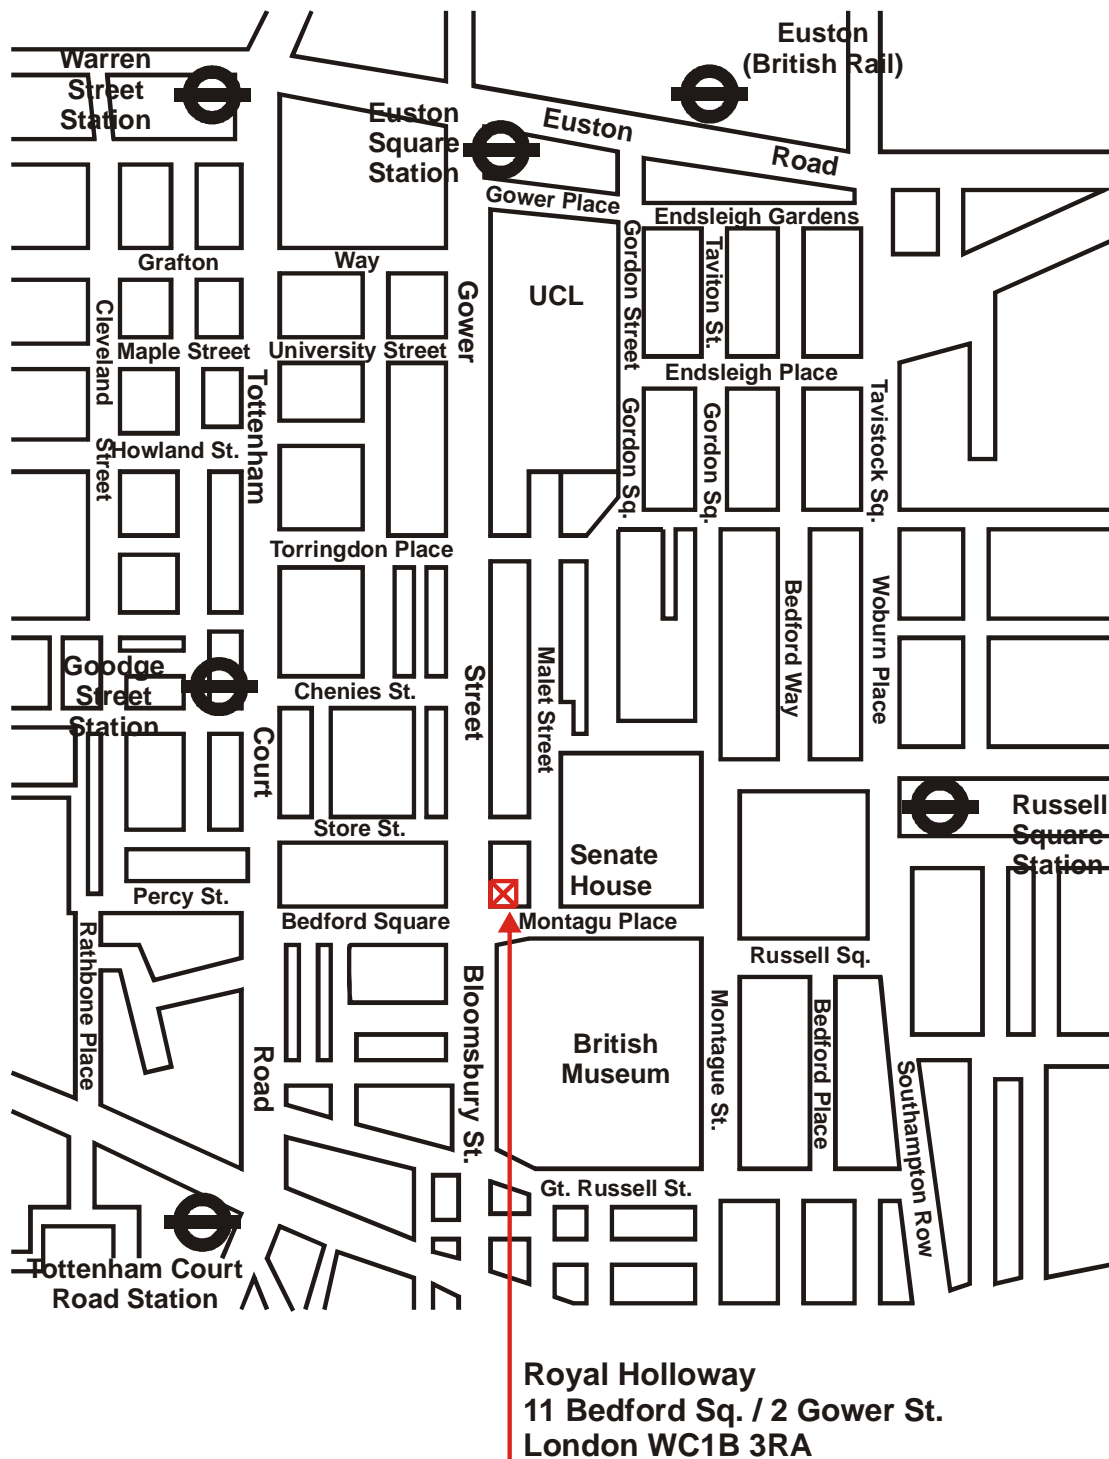 Warren
Street
Station
Euston
(British Rail)
Euston
Square
Station
Euston
Road
Gower Place
Endsleigh Gardens
Grafton
Way
Gower
UCL
Gordon Street
Taviton St.
Cleveland
Maple Street
University Street
Endsleigh Place
Tottenham
Howland St.
Street
Gordon Sq.
Gordon Sq.
Tavistock Sq.
Torringdon Place
Bedford Way
Woburn Place
Goodge
Street
Station
Chenies St.
Street
Malet Street
Court
Store St.
Russell
Square
Station
Senate
House
Percy St.
Bedford Square
Montagu Place
Rathbone Place
Russell Sq.
Bloomsbury St.
British
Museum
Montague St.
Bedford Place
Road
Southampton Row
Gt. Russell St.
Tottenham Court
Road Station
Royal Holloway
11 Bedford Sq. / 2 Gower St.
London WC1B 3RA